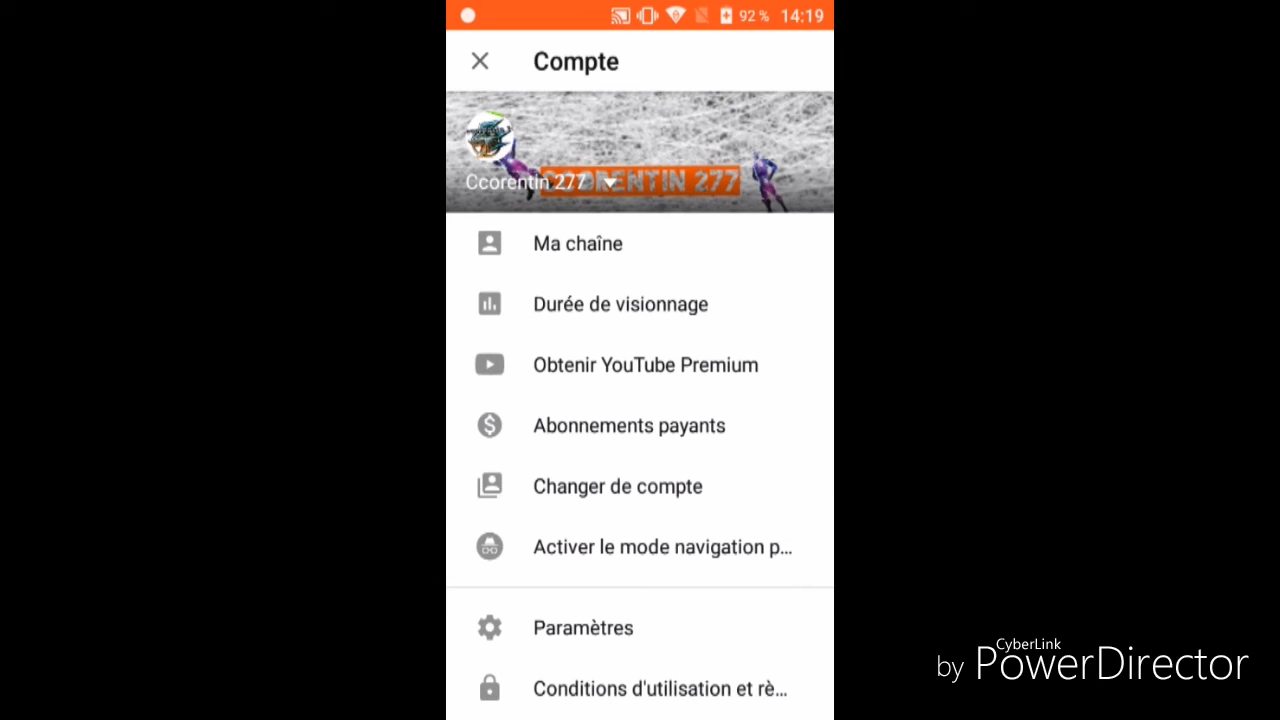 92 % 14:19
Compte
CCORENTIN 277
Ccorentin 277
Ma chaîne
Durée de visionnage
Obtenir YouTube Premium
Abonnements payants
Changer de compte
Activer le mode navigation p...
Paramètres
Conditions d'utilisation et rè...
CyberLink
by PowerDirector